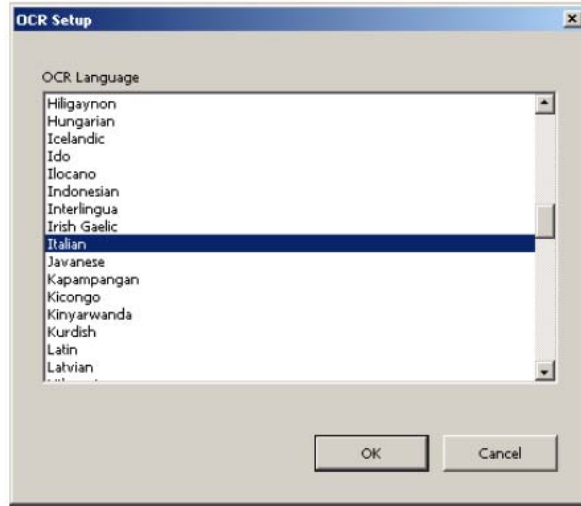 OCR Setup
OCR Language
Hiligaynon
Hungarian
Icelandic
Ido
Ilocano
Indonesian
Interlingua
Irish Gaelic
Italian
Javanese
Kapampangan
Kicongo
Kinyarwanda
Kurdish
Latin
Latvian
OK Cancel